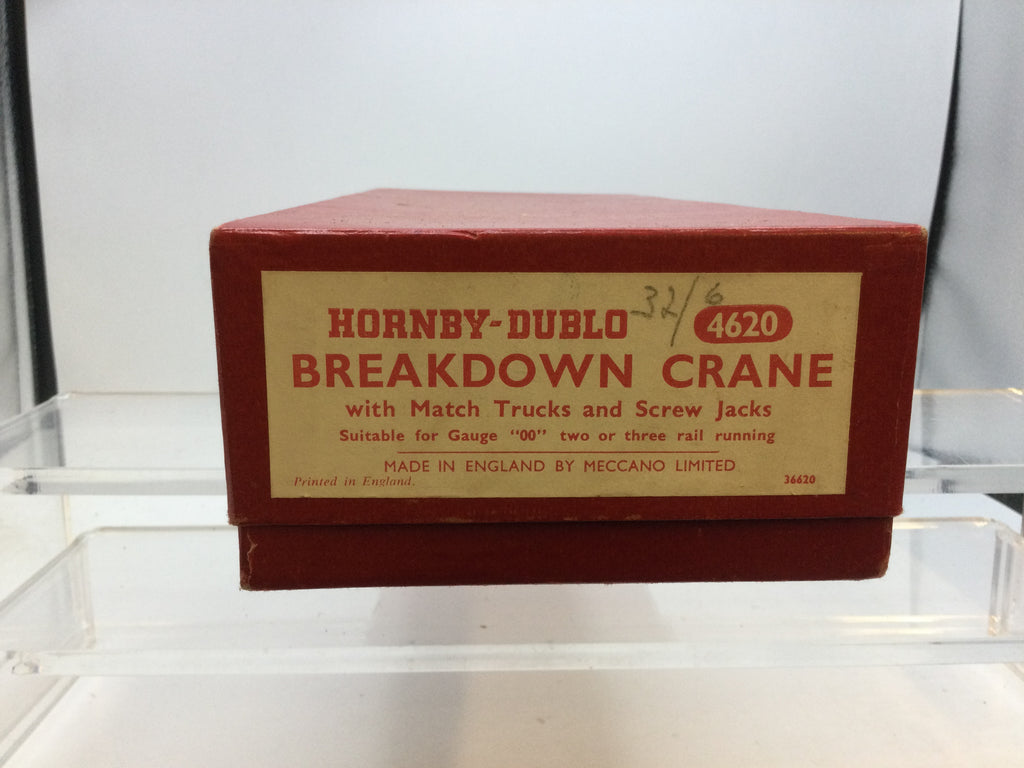 HORNBY-DUBLO 32/6 4620
BREAKDOWN CRANE
with Match Trucks and Screw Jacks
Suitable for Gauge "OO" two or three rail running
MADE IN ENGLAND BY MECCANO LIMITED
Printed in England. 36620